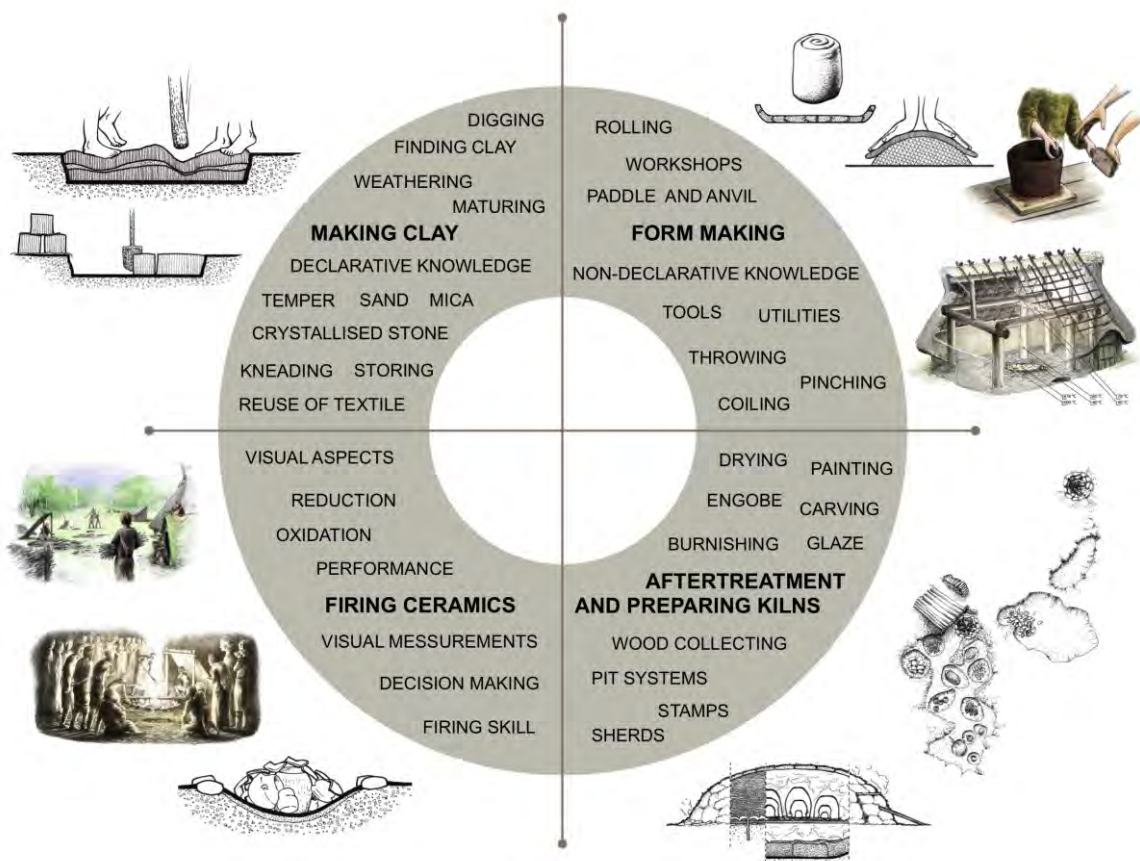 DIGGING
FINDING CLAY
WEATHERING
MATURING
MAKING CLAY
DECLARATIVE KNOWLEDGE
TEMPER SAND MICA
CRYSTALLISED STONE
KNEADING STORING
REUSE OF TEXTILE
ROLLING
WORKSHOPS
PADDLE AND ANVIL
FORM MAKING
NON-DECLARATIVE KNOWLEDGE
TOOLS UTILITIES
THROWING
PINCHING
COILING
VISUAL ASPECTS
REDUCTION
OXIDATION
PERFORMANCE
FIRING CERAMICS
VISUAL MESSUREMENTS
DECISION MAKING
FIRING SKILL
DRYING PAINTING
ENGOBE CARVING
BURNISHING GLAZE
AFTERTREATMENT
AND PREPARING KILNS
WOOD COLLECTING
PIT SYSTEMS
STAMPS
SHERDS